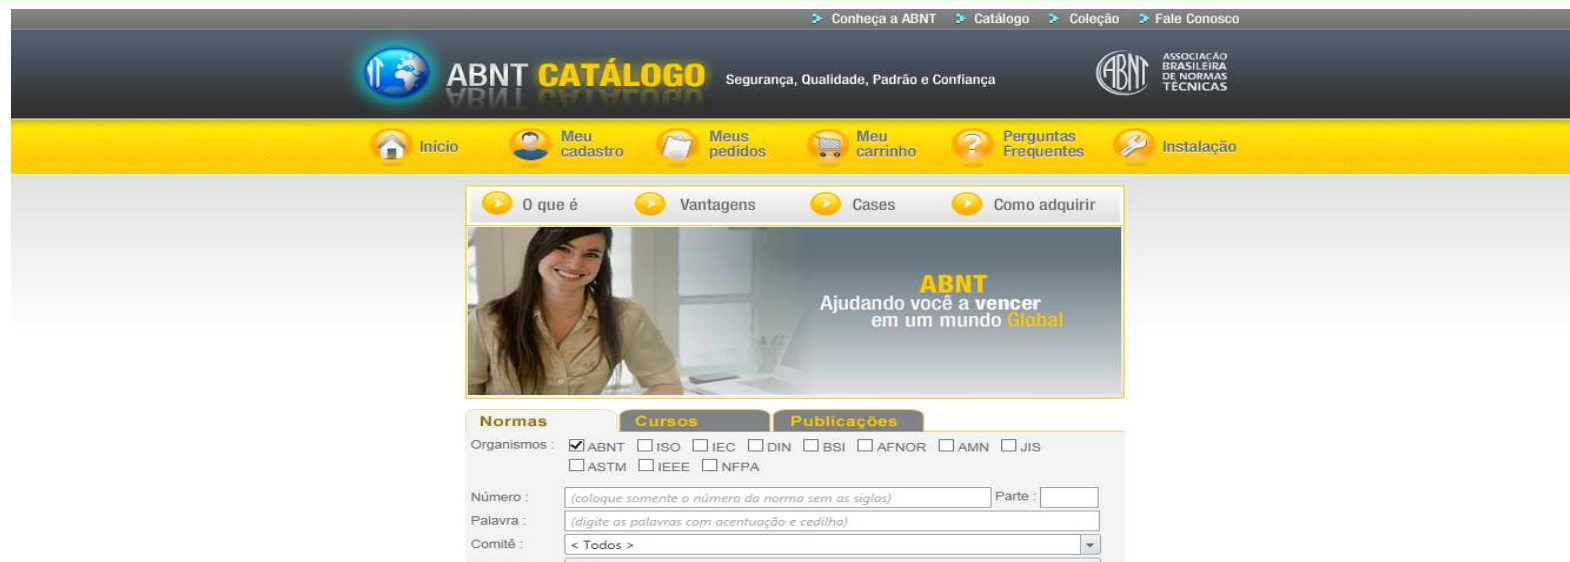 Conheça a ABNT Catálogo Coleção Fale Conosco
ABNT CATÁLOGO Segurança, Qualidade, Padrão e Confiança
ABNT ASSOCIAÇÃO
BRASILEIRA
DE NORMAS
TÉCNICAS
Início
Meu
cadastro
Meus
pedidos
Meu
carrinho
Perguntas
Frequentes
Instalação
O que é Vantagens Cases Como adquirir
ABNT
Ajudando você a vencer
em um mundo Global
Normas Cursos Publicações
Organismos : ABNT ISO IEC DIN BSI AFNOR AMN JIS
ASTM IEEE NFPA
Número : (coloque somente o número da norma sem as siglas) Parte :
Palavra : (digite as palavras com acentuação e cedilha)
Comitê : < Todos >